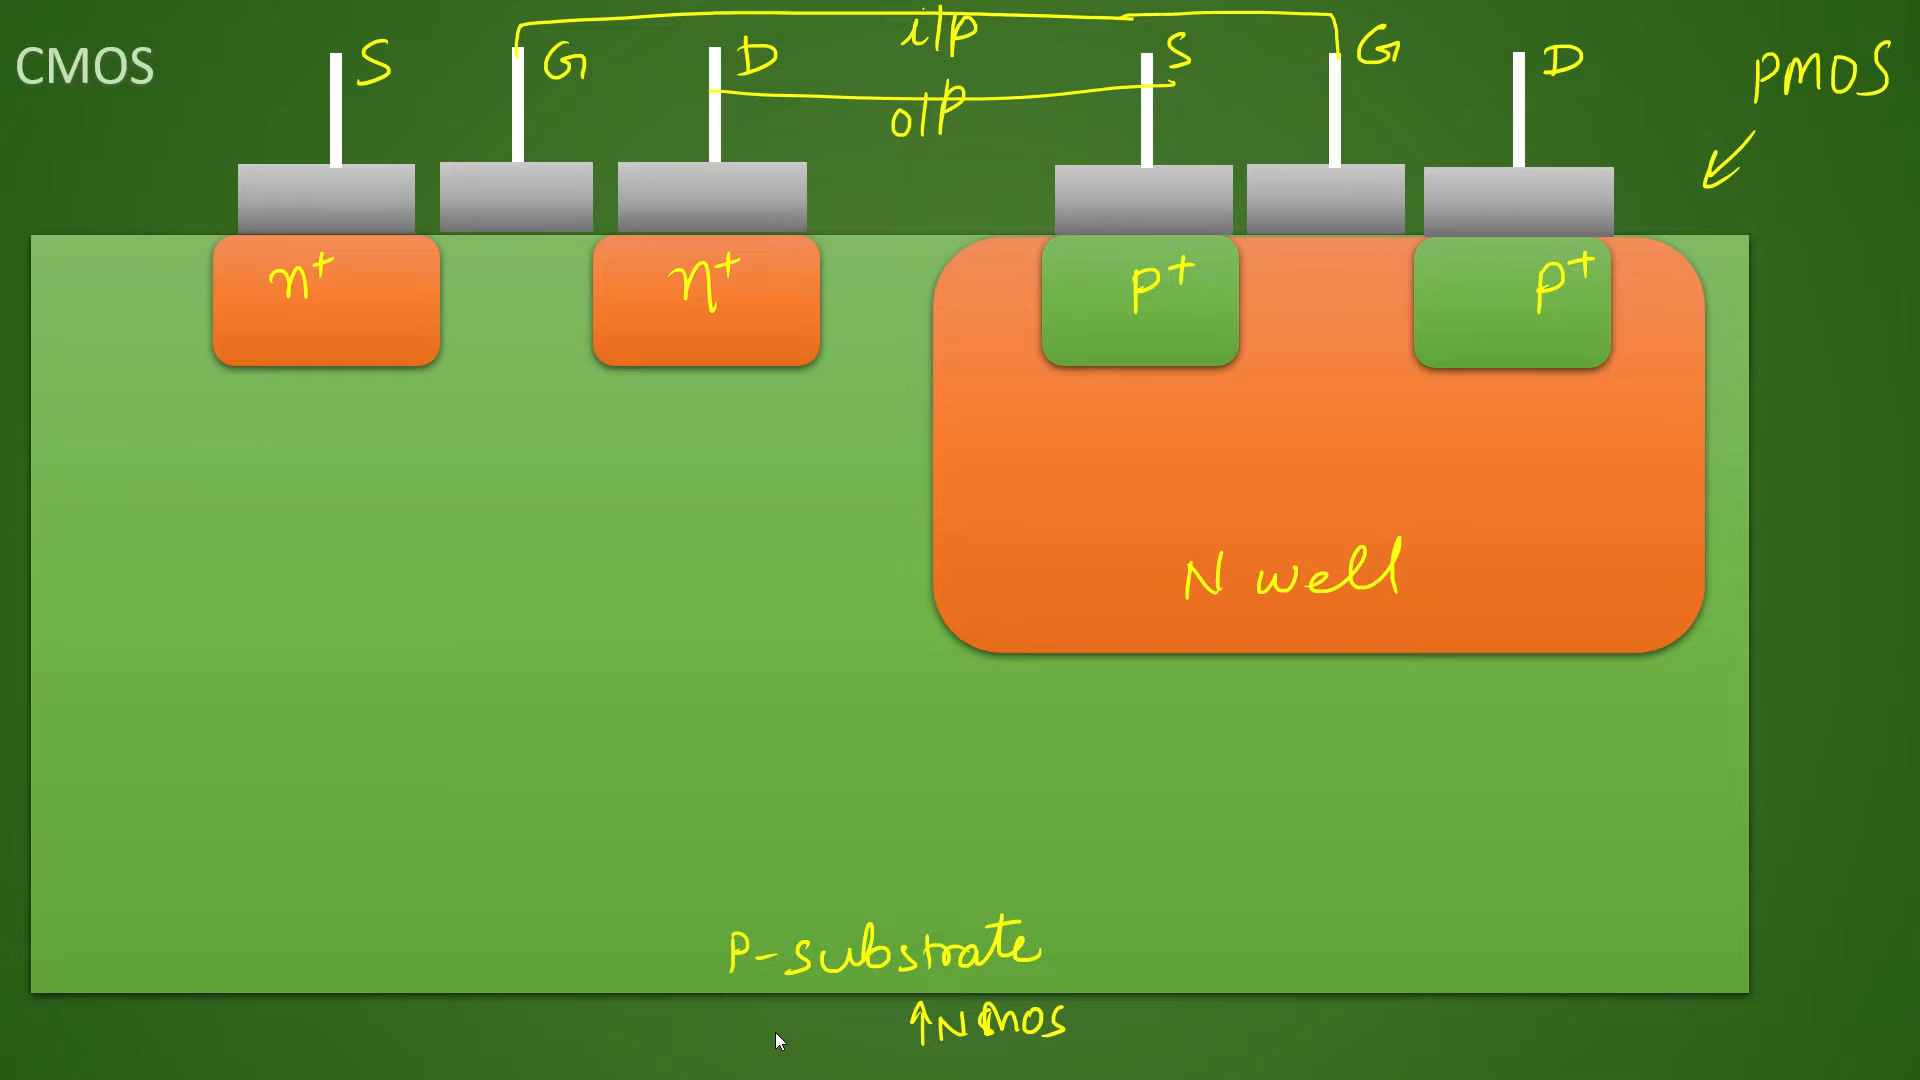 CMOS
S G D i/p S G D PMOS
o/p
n+ n+ p+ p+
N well
P-substrate
↑NMOS